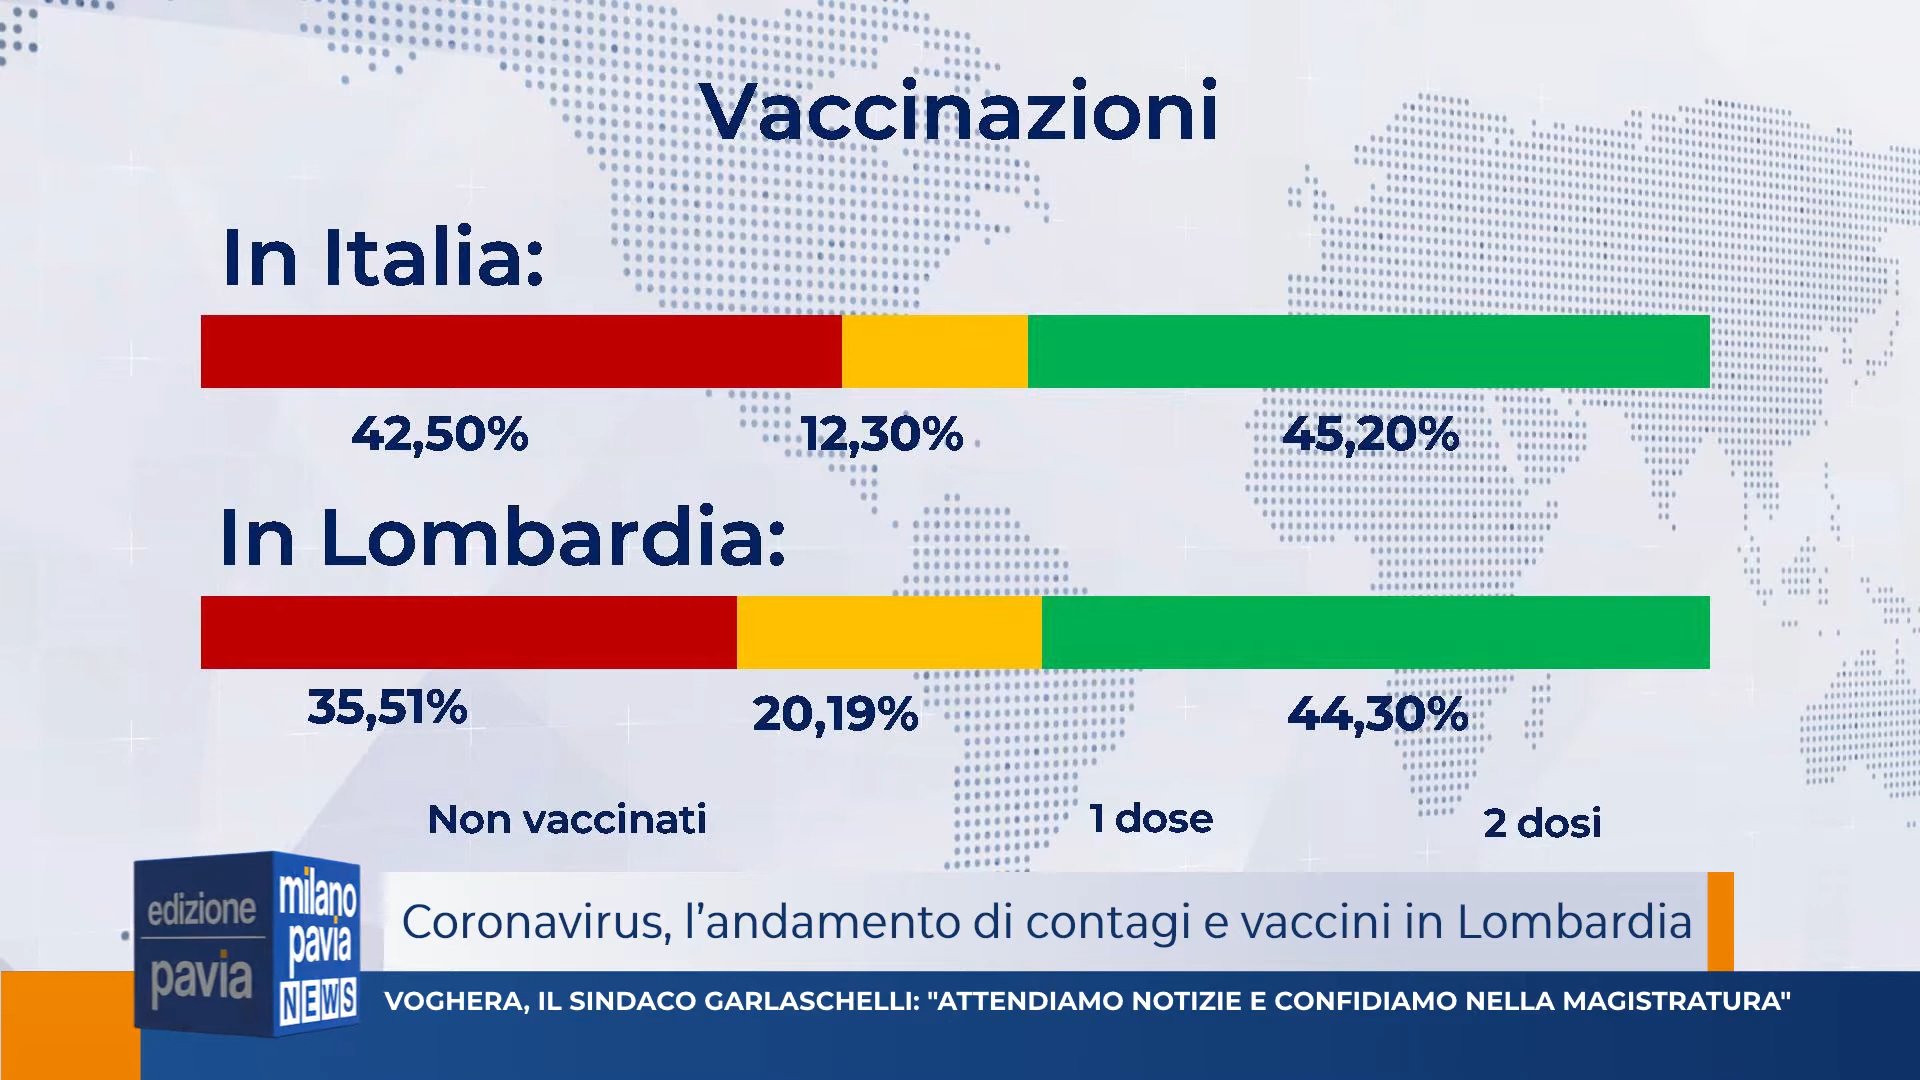 Vaccinazioni
In Italia:
42,50% 12,30% 45,20%
In Lombardia:
35,51% 20,19% 44,30%
Non vaccinati 1 dose 2 dosi
edizione
pavia
milano
pavia
NEWS
Coronavirus, l'andamento di contagi e vaccini in Lombardia
VOGHERA, IL SINDACO GARLASCHELLI: "ATTENDIAMO NOTIZIE E CONFIDIAMO NELLA MAGISTRATURA"